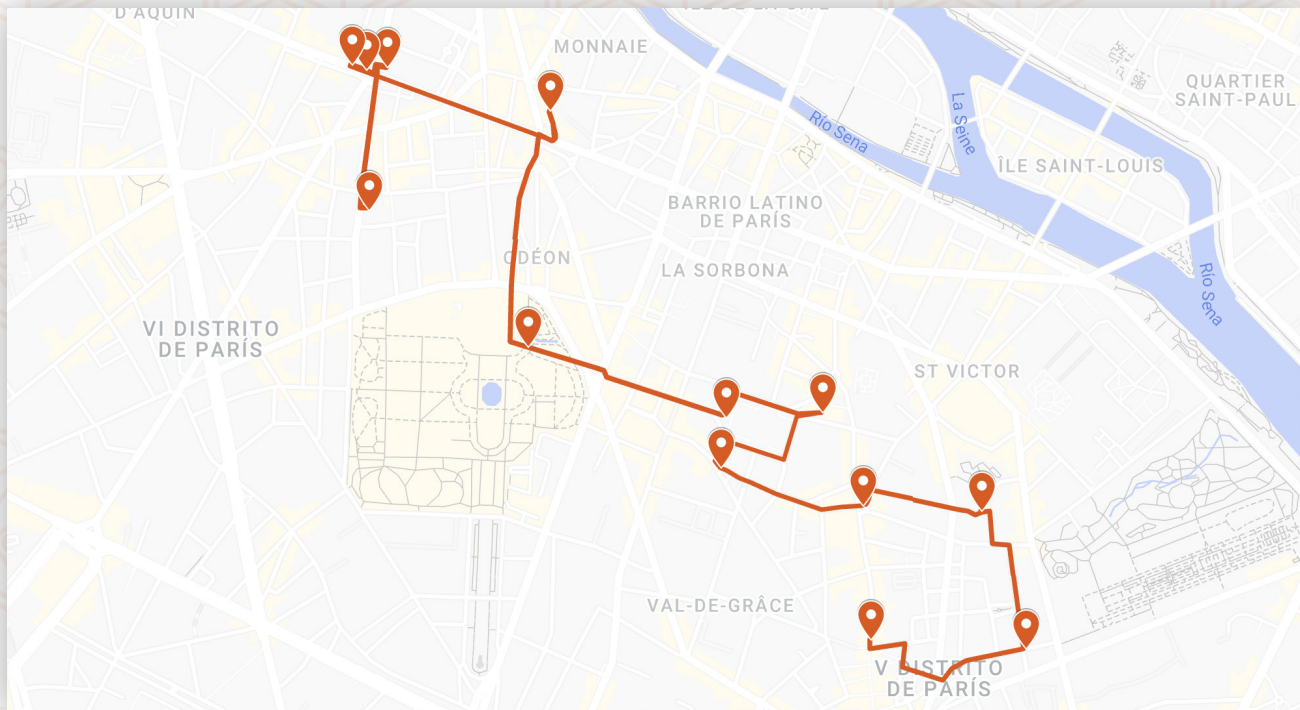 D'AQUIN
MONNAIE
QUARTIER
SAINT-PAUL
La Seine
Río Sena
ÎLE SAINT-LOUIS
BARRIO LATINO
DE PARÍS
ODÉON
LA SORBONA
Río Sena
VI DISTRITO
DE PARÍS
ST VICTOR
VAL-DE-GRÂCE
V DISTRITO
DE PARÍS